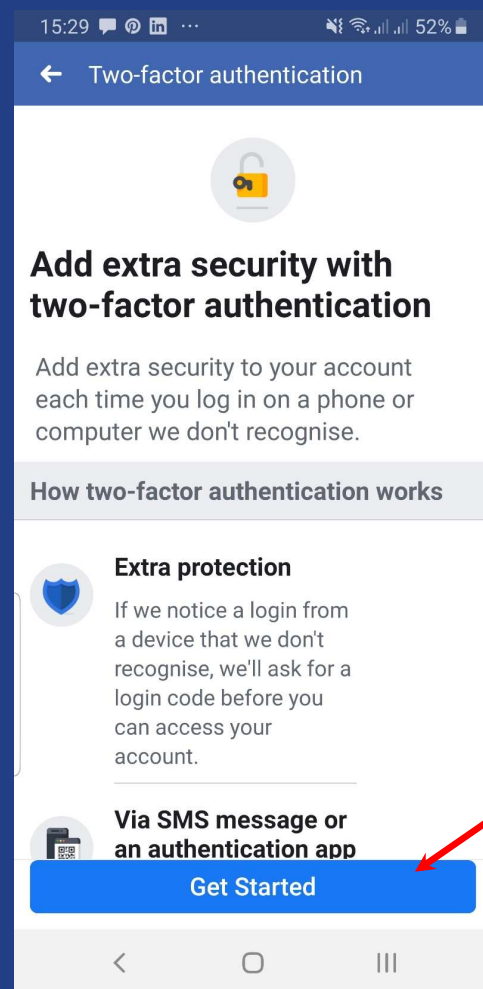 15:29 in ... 52%
Two-factor authentication
Add extra security with
two-factor authentication
Add extra security to your account
each time you log in on a phone or
computer we don't recognise.
How two-factor authentication works
Extra protection
If we notice a login from
a device that we don't
recognise, we'll ask for a
login code before you
can access your
account.
Via SMS message or
an authentication app
Get Started